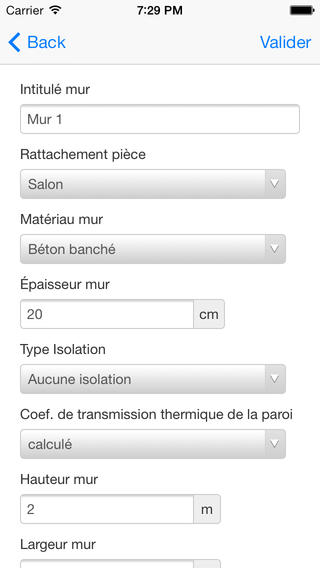 Carrier 7:29 PM
Back Valider
Intitulé mur
Mur 1
Rattachement pièce
Salon
Matériau mur
Béton banché
Épaisseur mur
20 cm
Type Isolation
Aucune isolation
Coef. de transmission thermique de la paroi
calculé
Hauteur mur
2 m
Largeur mur